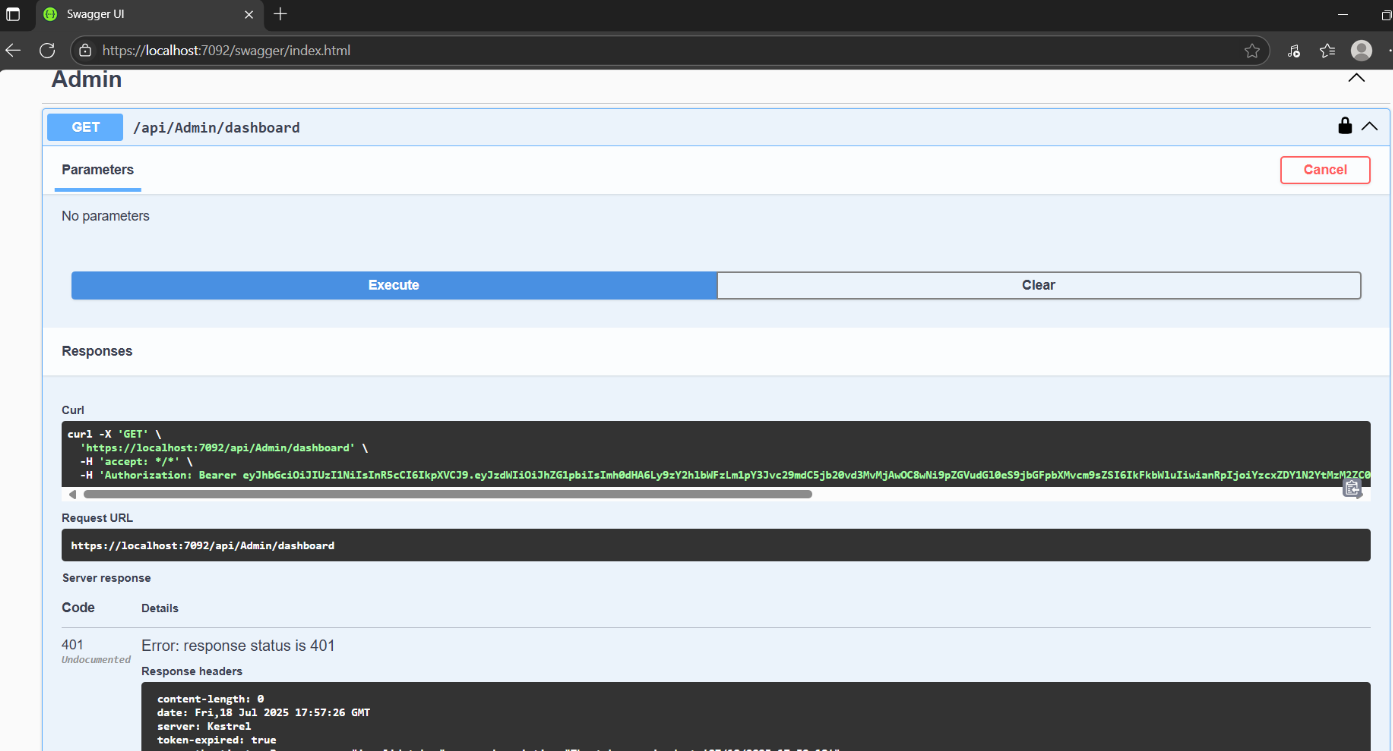 Swagger UI
https://localhost:7092/swagger/index.html
Admin
GET /api/Admin/dashboard
Parameters
Cancel
No parameters
Execute
Clear
Responses
Curl
curl -X 'GET' \
'https://localhost:7092/api/Admin/dashboard' \
-H 'accept: */*' \
-H 'Authorization: Bearer
Request URL
https://localhost:7092/api/Admin/dashboard
Server response
Code Details
401 Error: response status is 401
Undocumented
Response headers
content-length: 0
date: Fri,18 Jul 2025 17:57:26 GMT
server: Kestrel
token-expired: true